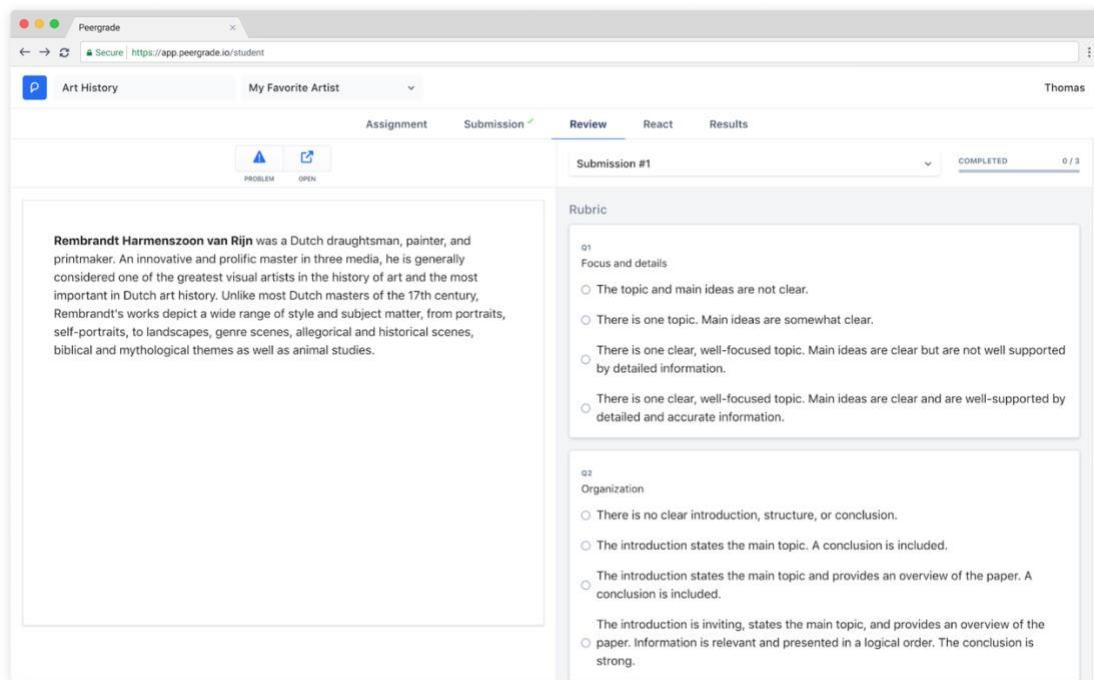 Peergrade
Secure https://app.peergrade.io/student
Art History My Favorite Artist Thomas
Assignment Submission Review React Results
PROBLEM OPEN
Submission #1 COMPLETED 0 / 3
Rembrandt Harmenszoon van Rijn was a Dutch draughtsman, painter, and
printmaker. An innovative and prolific master in three media, he is generally
considered one of the greatest visual artists in the history of art and the most
important in Dutch art history. Unlike most Dutch masters of the 17th century,
Rembrandt's works depict a wide range of style and subject matter, from portraits,
self-portraits, to landscapes, genre scenes, allegorical and historical scenes,
biblical and mythological themes as well as animal studies.
Rubric
Q1
Focus and details
The topic and main ideas are not clear.
There is one topic. Main ideas are somewhat clear.
There is one clear, well-focused topic. Main ideas are clear but are not well supported
by detailed information.
There is one clear, well-focused topic. Main ideas are clear and are well-supported by
detailed and accurate information.
Q2
Organization
There is no clear introduction, structure, or conclusion.
The introduction states the main topic. A conclusion is included.
The introduction states the main topic and provides an overview of the paper. A
conclusion is included.
The introduction is inviting, states the main topic, and provides an overview of the
paper. Information is relevant and presented in a logical order. The conclusion is
strong.